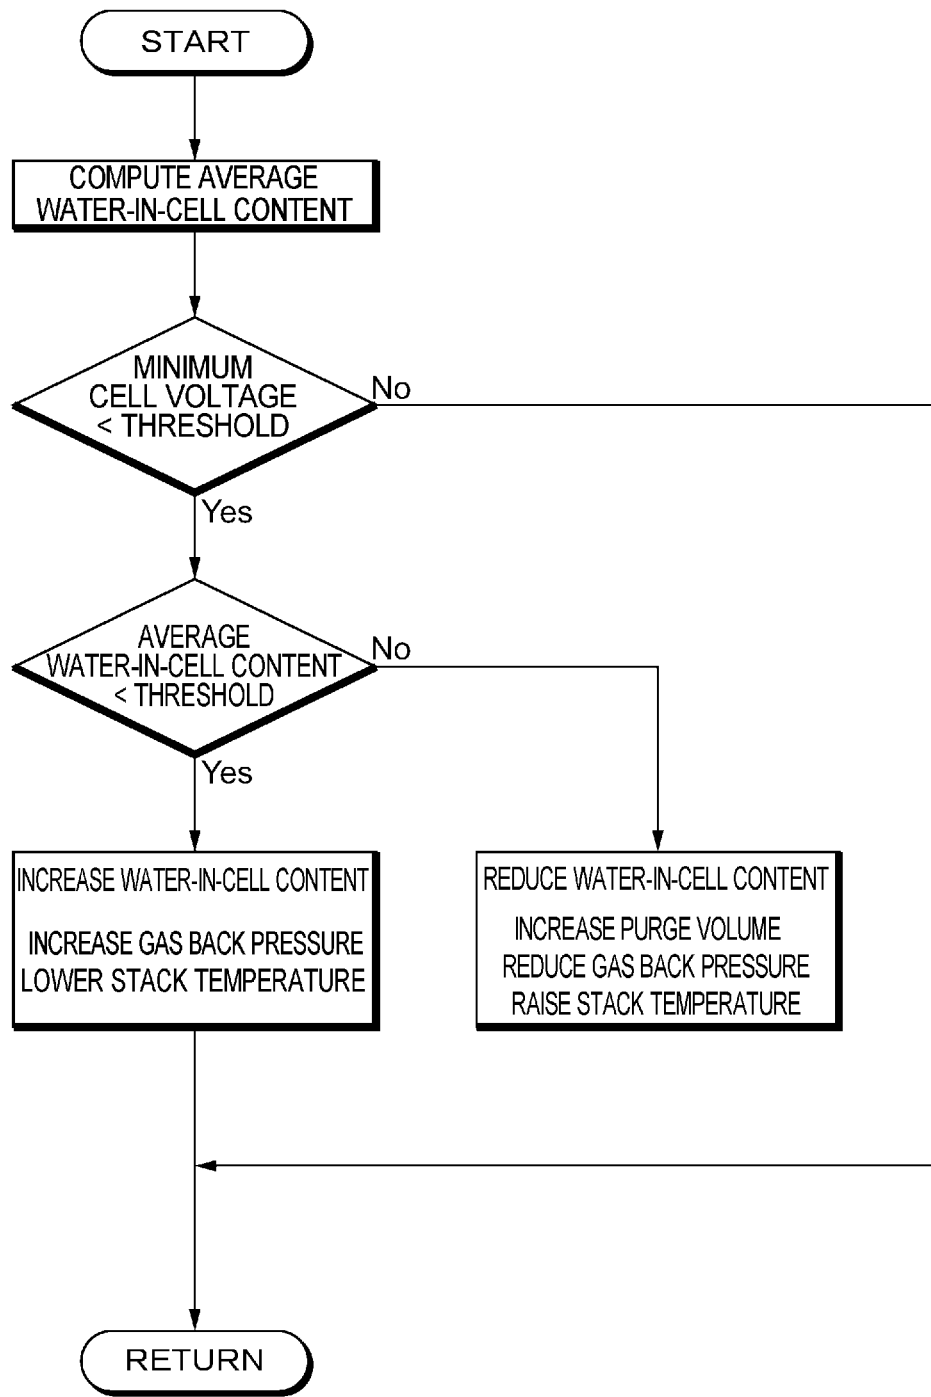 START
COMPUTE AVERAGE
WATER-IN-CELL CONTENT
MINIMUM
CELL VOLTAGE
< THRESHOLD
No
Yes
AVERAGE
WATER-IN-CELL CONTENT
< THRESHOLD
No
Yes
INCREASE WATER-IN-CELL CONTENT
INCREASE GAS BACK PRESSURE
LOWER STACK TEMPERATURE
REDUCE WATER-IN-CELL CONTENT
INCREASE PURGE VOLUME
REDUCE GAS BACK PRESSURE
RAISE STACK TEMPERATURE
RETURN